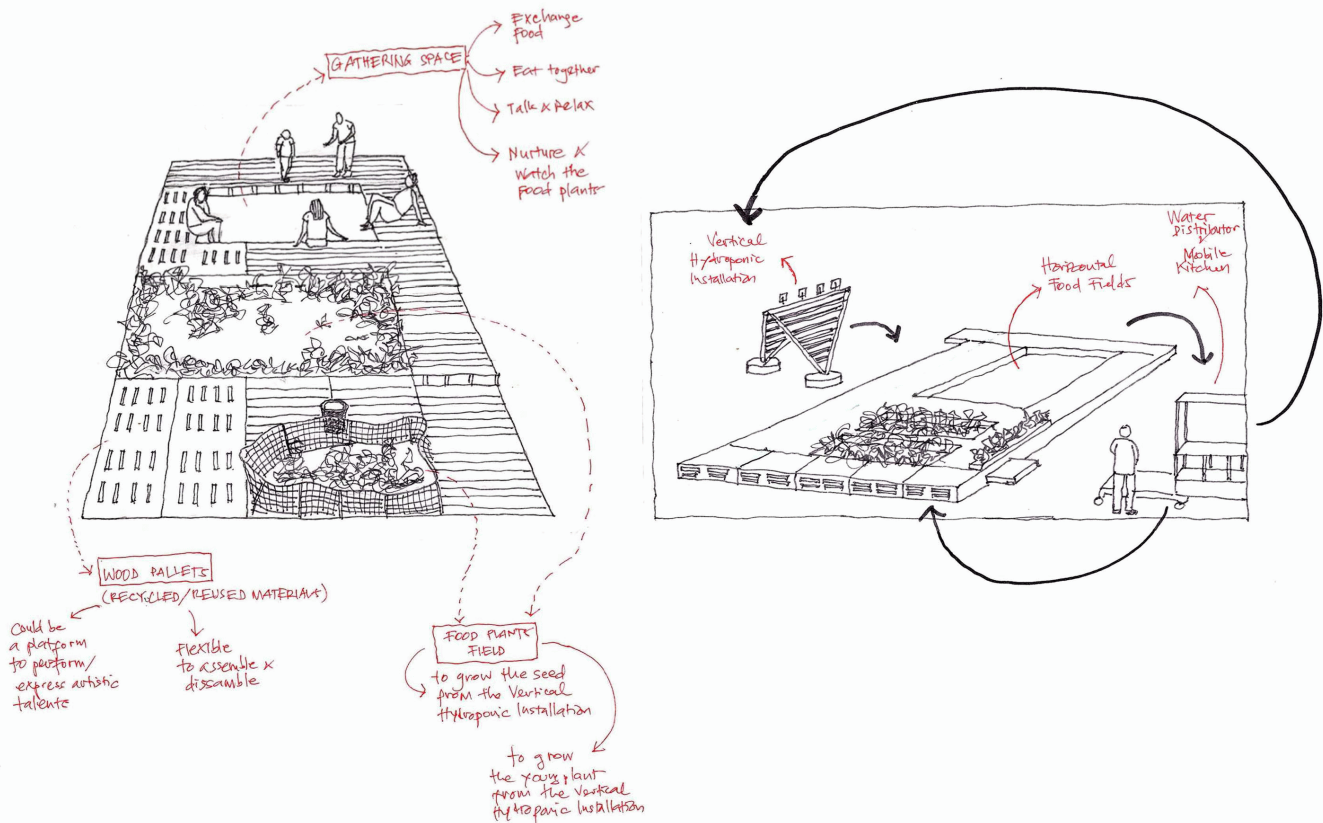 GATHERING SPACE
Exchange
Food
Eat together
Talk & Relax
Nurture &
Watch the
Food plants
WOOD PALLETS
(RECYCLED/REUSED MATERIALS)
Could be
a platform
to perform/
express artistic
talents
Flexible
to assemble &
dissamble
FOOD PLANTS
FIELD
to grow the seed
from the Vertical
Hydroponic Installation
to grow
the young plant
from the Vertical
Hydroponic Installation
Vertical
Hydroponic
Installation
Horizontal
Food Fields
Water
Distributor
&
Mobile
Kitchen